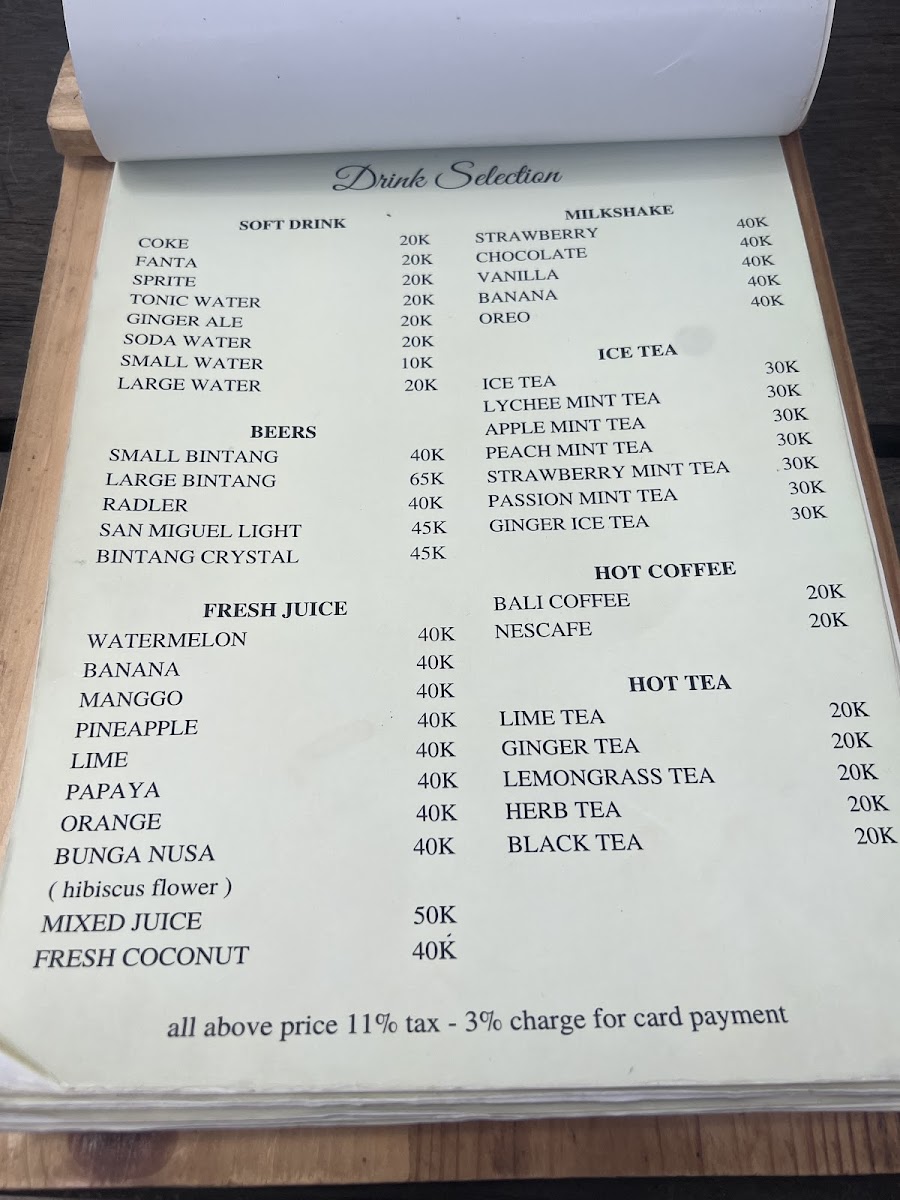 Drink Selection
SOFT DRINK
COKE 20K
FANTA 20K
SPRITE 20K
TONIC WATER 20K
GINGER ALE 20K
SODA WATER 20K
SMALL WATER 10K
LARGE WATER 20K
BEERS
SMALL BINTANG 40K
LARGE BINTANG 65K
RADLER 40K
SAN MIGUEL LIGHT 45K
BINTANG CRYSTAL 45K
FRESH JUICE
WATERMELON 40K
BANANA 40K
MANGGO 40K
PINEAPPLE 40K
LIME 40K
PAPAYA 40K
ORANGE 40K
BUNGA NUSA 40K
( hibiscus flower )
MIXED JUICE 50K
FRESH COCONUT 40K
MILKSHAKE
STRAWBERRY 40K
CHOCOLATE 40K
VANILLA 40K
BANANA 40K
OREO 40K
ICE TEA
ICE TEA 30K
LYCHEE MINT TEA 30K
APPLE MINT TEA 30K
PEACH MINT TEA 30K
STRAWBERRY MINT TEA 30K
PASSION MINT TEA 30K
GINGER ICE TEA 30K
HOT COFFEE
BALI COFFEE 20K
NESCAFE 20K
HOT TEA
LIME TEA 20K
GINGER TEA 20K
LEMONGRASS TEA 20K
HERB TEA 20K
BLACK TEA 20K
all above price 11% tax - 3% charge for card payment